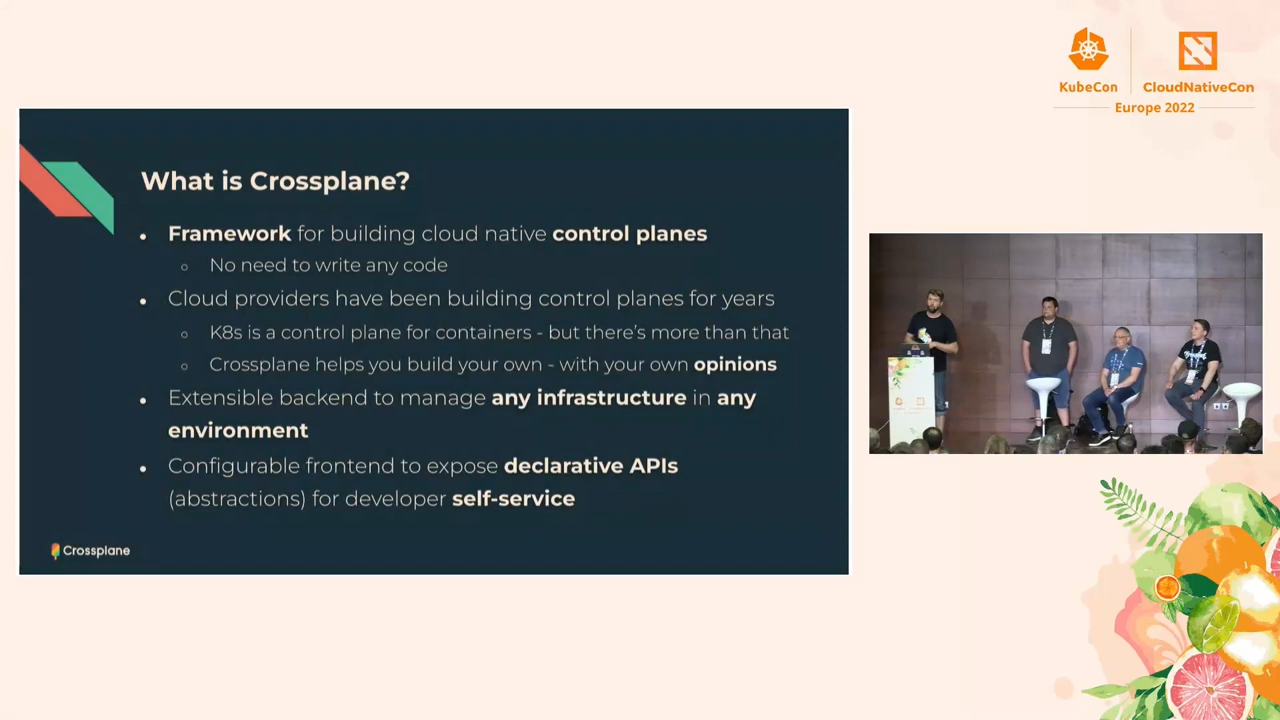 KubeCon
CloudNativeCon
Europe 2022
What is Crossplane?
• Framework for building cloud native control planes
○ No need to write any code
• Cloud providers have been building control planes for years
○ K8s is a control plane for containers - but there's more than that
○ Crossplane helps you build your own - with your own opinions
• Extensible backend to manage any infrastructure in any
environment
• Configurable frontend to expose declarative APIs
(abstractions) for developer self-service
Crossplane